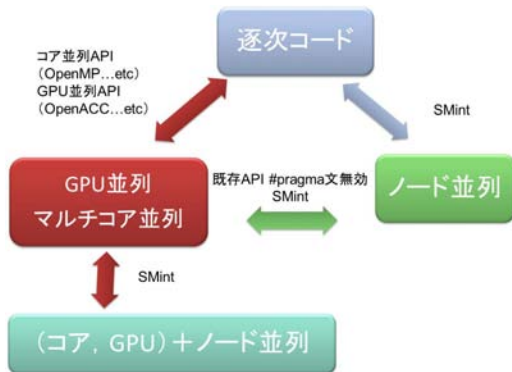 逐次コード
コア並列API
(OpenMP…etc)
GPU並列API
(OpenACC…etc)
SMint
GPU並列
マルチコア並列
既存API #pragma文無効
SMint
ノード並列
SMint
(コア, GPU)+ノード並列